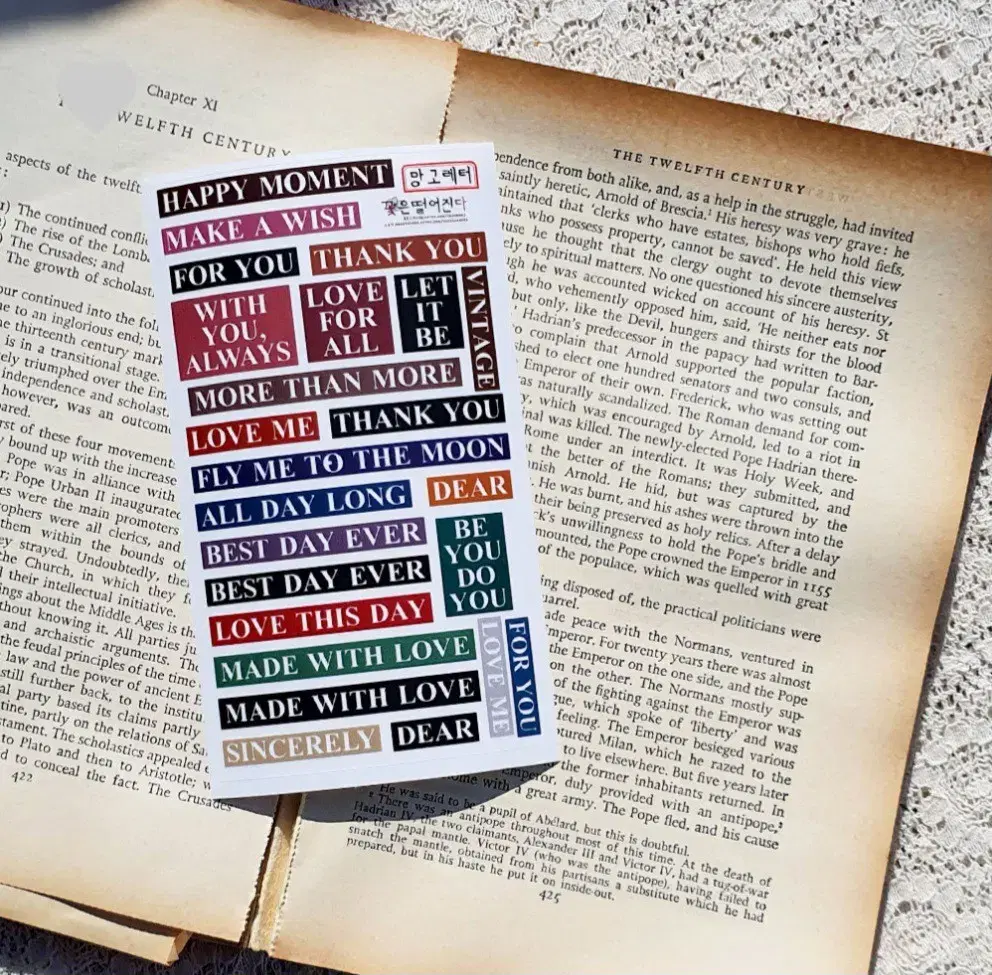 Chapter XI
WELFTH CENTURY
aspects of the twelft
The continued confl
The rise of the Lomb
The Crusades; and
The growth of scholast
our continued into the foll
to an inglorious end; bu
thirteenth century mark
is in a transitional stage.
ely triumphed over the Em
independence and scholast
however, was an outcom
pared.
rst of these four movement
bound up with the increase
Pope was in alliance with
Pope Urban II inaugurated
es were the main promoters
ophers were all clerics, and
them within the bounds of
they strayed. Undoubtedly, the
the Church, in which they f
their intellectual initiative.
ings about the Middle Ages is th
without knowing it. All parties ju
and archaistic arguments. The
the feudal principles of the time
law and the power of ancient
still further back, to the institu
al party based its claims partly
tine, partly on the relations of Sa
stament. The scholastics appealed
to Plato and then to Aristotle; w
d to conceal the fact. The Crusades
422
HAPPY MOMENT
망고레터
MAKE A WISH
꽃은떨어진다
FOR YOU
THANK YOU
WITH
YOU,
ALWAYS
LOVE
FOR
ALL
LET
IT
BE
VINTAGE
MORE THAN MORE
LOVE ME
THANK YOU
FLY ME TO THE MOON
ALL DAY LONG
DEAR
BEST DAY EVER
BE
YOU
DO
YOU
BEST DAY EVER
LOVE THIS DAY
MADE WITH LOVE
LOVE ME
FOR YOU
MADE WITH LOVE
SINCERELY
DEAR
THE TWELFTH CENTURY
pendence from both alike, and, as a help in the struggle, had invited
saintly heretic, Arnold of Brescia.¹ His heresy was very grave: he
aintained that 'clerks who have estates, bishops who hold fiefs,
nks who possess property, cannot be saved'. He held this view
use he thought that the clergy ought to devote themselves
ly to spiritual matters. No one questioned his sincere austerity,
gh he was accounted wicked on account of his heresy. St
who vehemently opposed him, said, 'He neither eats nor
but only, like the Devil, hungers and thirsts for the blood
Hadrian's predecessor in the papacy had written to Bar-
to complain that Arnold supported the popular faction,
shed to elect one hundred senators and two consuls, and
Emperor of their own. Frederick, who was setting out
as naturally scandalized. The Roman demand for com-
which was encouraged by Arnold, led to a riot in
nal was killed. The newly-elected Pope Hadrian there-
Rome under an interdict. It was Holy Week, and
the better of the Romans; they submitted, and
nish Arnold. He hid, but was captured by the
He was burnt, and his ashes were thrown into the
their being preserved as holy relics. After a delay
k's unwillingness to hold the Pope's bridle and
mounted, the Pope crowned the Emperor in 1155
of the populace, which was quelled with great
ng disposed of, the practical politicians were
uarrel.
ade peace with the Normans, ventured in
Emperor. For twenty years there was almost
the Emperor on the one side, and the Pope
on the other. The Normans mostly sup-
of the fighting against the Emperor was
gue, which spoke of 'liberty' and was
feeling. The Emperor besieged various
tured Milan, which he razed to the
to live elsewhere. But five years later
the former inhabitants returned. In
Emperor, duly provided with an antipope,²
ome with a great army. The Pope fled, and his cause
He was said to be a pupil of Abélard, but this is doubtful.
² There was an antipope throughout most of this time. At the death of
Hadrian IV, the two claimants, Alexander III and Victor IV, had a tug-of-war
for the papal mantle. Victor IV (who was the antipope), having failed to
snatch the mantle, obtained from his partisans a substitute which he had
prepared, but in his haste he put it on inside-out.
425